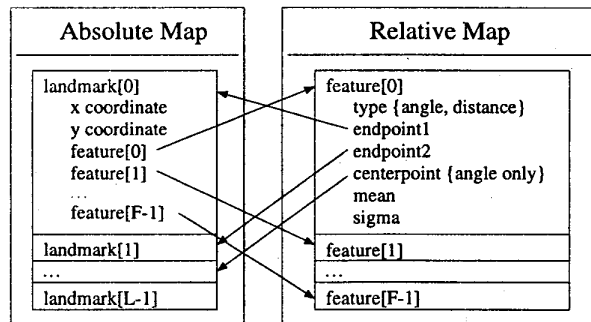 Absolute Map
landmark[0]
x coordinate
y coordinate
feature[0]
feature[1]
...
feature[F-1]
landmark[1]
...
landmark[L-1]
Relative Map
feature[0]
type {angle, distance}
endpoint1
endpoint2
centerpoint {angle only}
mean
sigma
feature[1]
...
feature[F-1]